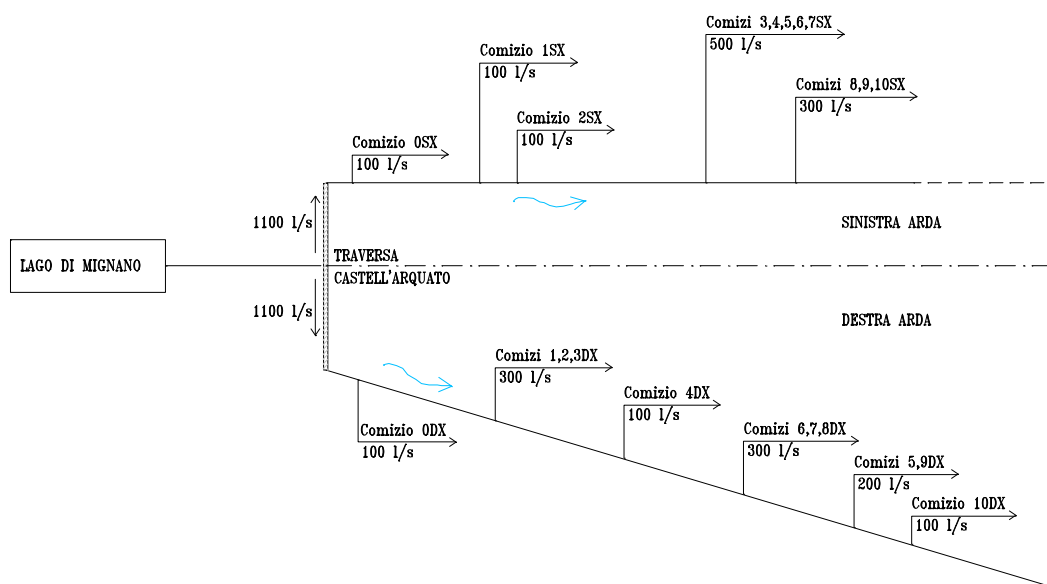 Comizi 3,4,5,6,7SX
500 l/s
Comizio 1SX
100 l/s
Comizi 8,9,10SX
300 l/s
Comizio 2SX
100 l/s
Comizio 0SX
100 l/s
1100 l/s
SINISTRA ARDA
LAGO DI MIGNANO
TRAVERSA
CASTELL'ARQUATO
1100 l/s
DESTRA ARDA
Comizi 1,2,3DX
300 l/s
Comizio 4DX
100 l/s
Comizio 0DX
100 l/s
Comizi 6,7,8DX
300 l/s
Comizi 5,9DX
200 l/s
Comizio 10DX
100 l/s